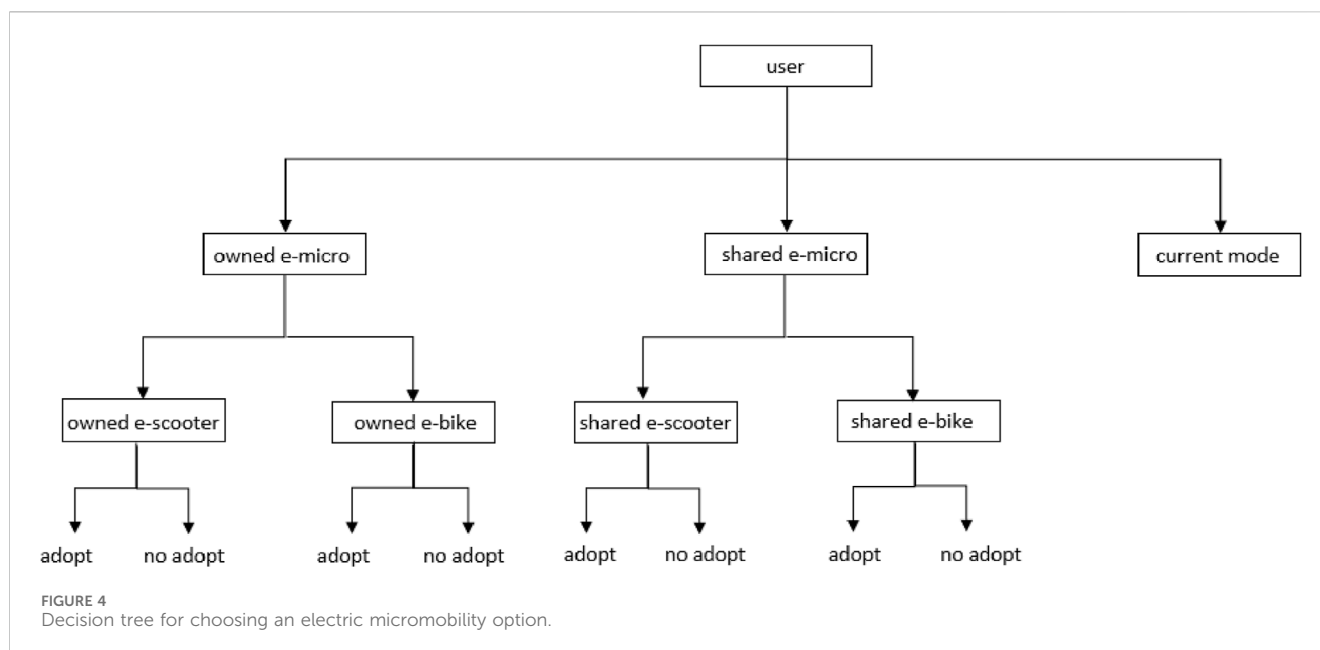 user
owned e-micro
shared e-micro
current mode
owned e-scooter
owned e-bike
shared e-scooter
shared e-bike
adopt
no adopt
adopt
no adopt
adopt
no adopt
adopt
no adopt
FIGURE 4
Decision tree for choosing an electric micromobility option.